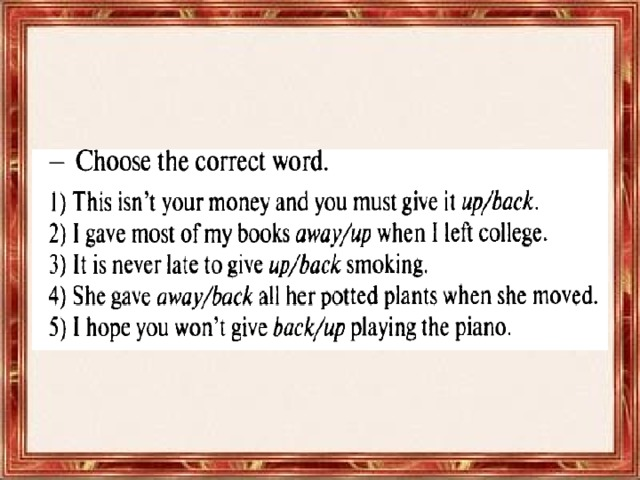 – Choose the correct word.
1) This isn't your money and you must give it up/back.
2) I gave most of my books away/up when I left college.
3) It is never late to give up/back smoking.
4) She gave away/back all her potted plants when she moved.
5) I hope you won't give back/up playing the piano.